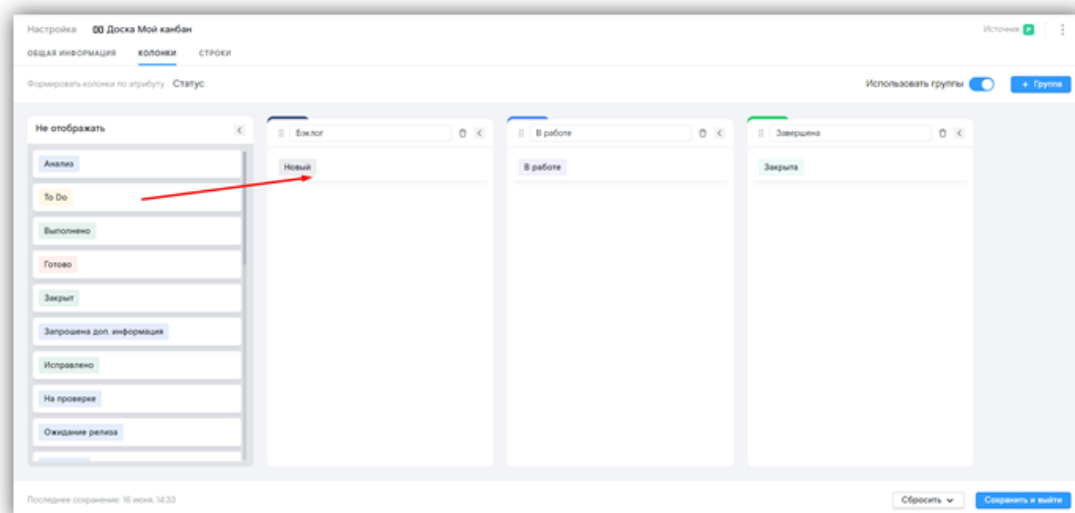 Настройка Доска Мой канбан
Источник P
ОБЩАЯ ИНФОРМАЦИЯ КОЛОНКИ СТРОКИ
Формировать колонки по атрибуту Статус
Использовать группы + Группа
Не отображать
Анализ
To Do
Выполнено
Готово
Закрыт
Запрошена доп. информация
Исправлено
На проверке
Ожидание релиза
Бэклог
Новый
В работе
В работе
Завершена
Закрыта
Последнее сохранение: 16 июня, 14:33
Сбросить Сохранить и выйти